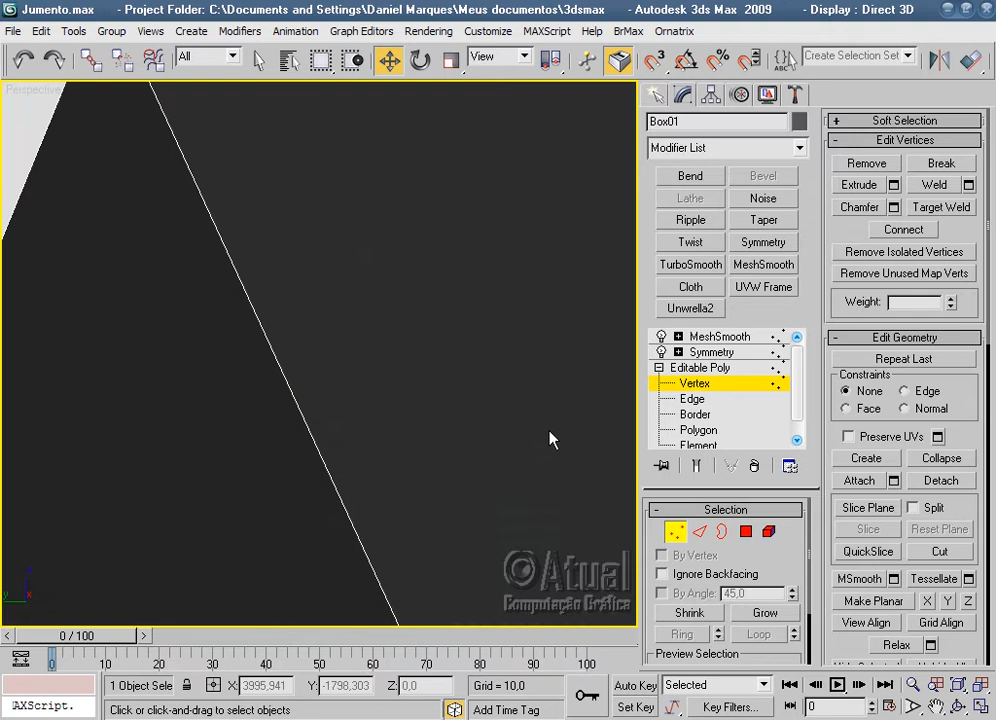 Jumento.max - Project Folder: C:\Documents and Settings\Daniel Marques\Meus documentos\3dsmax - Autodesk 3ds Max 2009 - Display : Direct 3D
File Edit Tools Group Views Create Modifiers Animation Graph Editors Rendering Customize MAXScript Help BrMax Ornatrix
All View Create Selection Set
Perspective
Box01
Modifier List
Bend Bevel
Lathe Noise
Ripple Taper
Twist Symmetry
TurboSmooth MeshSmooth
Cloth UVW Frame
Unwrella2
MeshSmooth
Symmetry
Editable Poly
Vertex
Edge
Border
Polygon
Element
Selection
By Vertex
Ignore Backfacing
By Angle: 45,0
Shrink Grow
Ring Loop
Preview Selection
Soft Selection
Edit Vertices
Remove Break
Extrude Weld
Chamfer Target Weld
Connect
Remove Isolated Vertices
Remove Unused Map Verts
Weight:
Edit Geometry
Repeat Last
Constraints
None Edge
Face Normal
Preserve UVs
Create Collapse
Attach Detach
Slice Plane Split
Slice Reset Plane
QuickSlice Cut
MSmooth Tessellate
Make Planar X Y Z
View Align Grid Align
Relax
©Atual
Computação Gráfica
z
y x
0 / 100
0 10 20 30 40 50 60 70 80 90 100
1 Object Sele X: 3995,941 Y: -1798,303 Z: 0,0 Grid = 10,0 Auto Key Selected
AXScript. Click or click-and-drag to select objects Add Time Tag Set Key Key Filters... 0